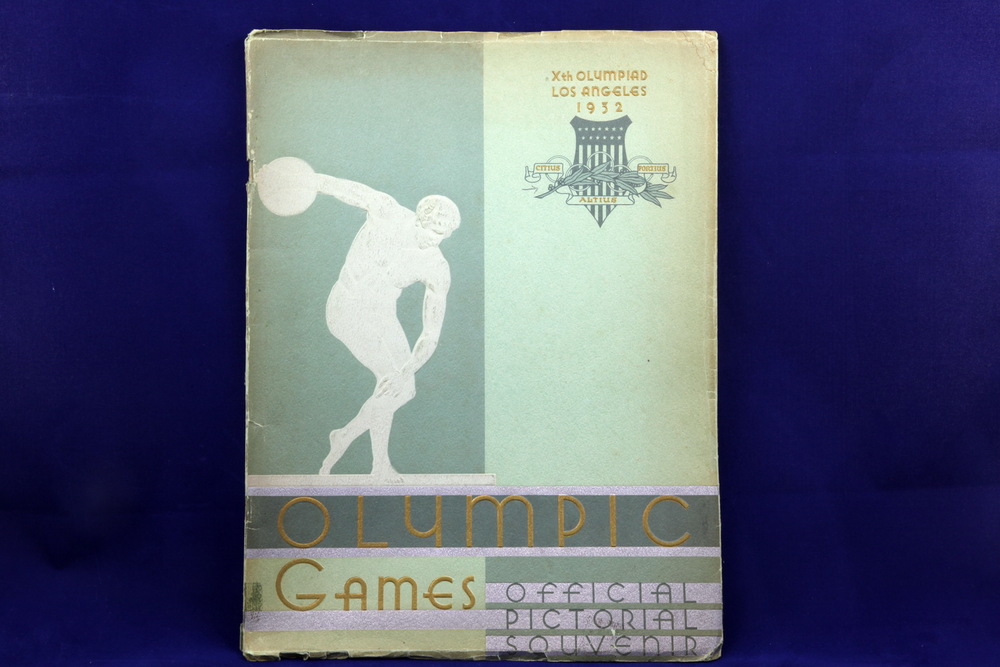 Xth OLYMPIAD
LOS ANGELES
1932
CITIUS
FORTIUS
ALTIUS
OLYMPIC
GAMES
OFFICIAL
PICTORIAL
SOUVENIR